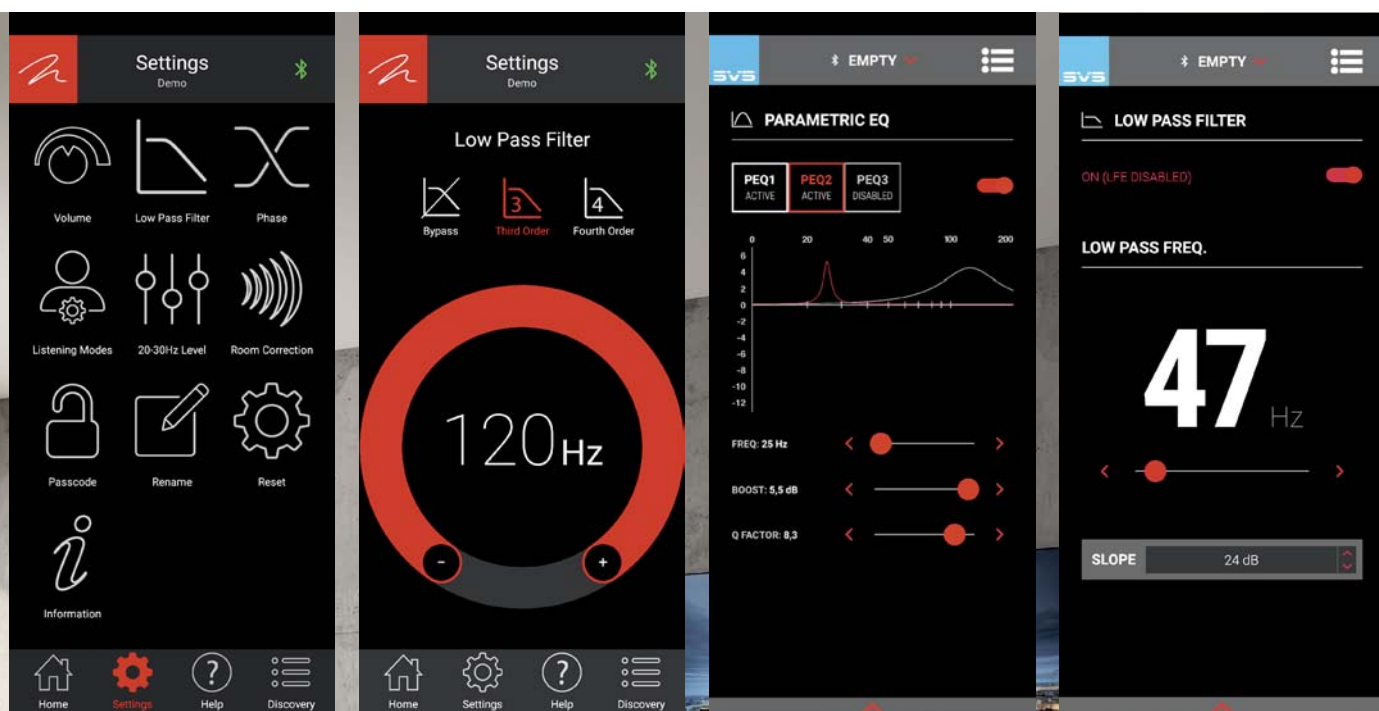 Settings
Demo
Volume
Low Pass Filter
Phase
Listening Modes
20-30Hz Level
Room Correction
Passcode
Rename
Reset
Information
Home
Settings
Help
Discovery
Settings
Demo
Low Pass Filter
3
4
Bypass
Third Order
Fourth Order
120 Hz
-
+
Home
Settings
Help
Discovery
SVS
EMPTY
PARAMETRIC EQ
PEQ1
ACTIVE
PEQ2
ACTIVE
PEQ3
DISABLED
0 20 40 50 100 200
6
4
2
0
-2
-4
-6
-8
-10
-12
FREQ: 25 Hz
BOOST: 5,5 dB
Q FACTOR: 8,3
SVS
EMPTY
LOW PASS FILTER
ON (LFE DISABLED)
LOW PASS FREQ.
47 Hz
SLOPE 24 dB